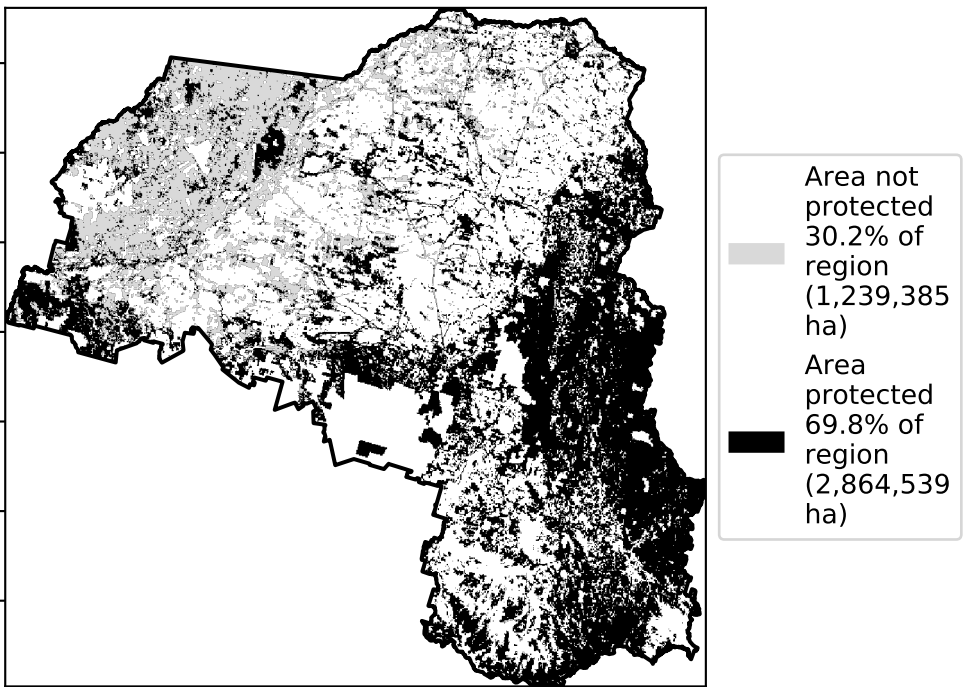 Area not
protected
30.2% of
region
(1,239,385
ha)
Area
protected
69.8% of
region
(2,864,539
ha)